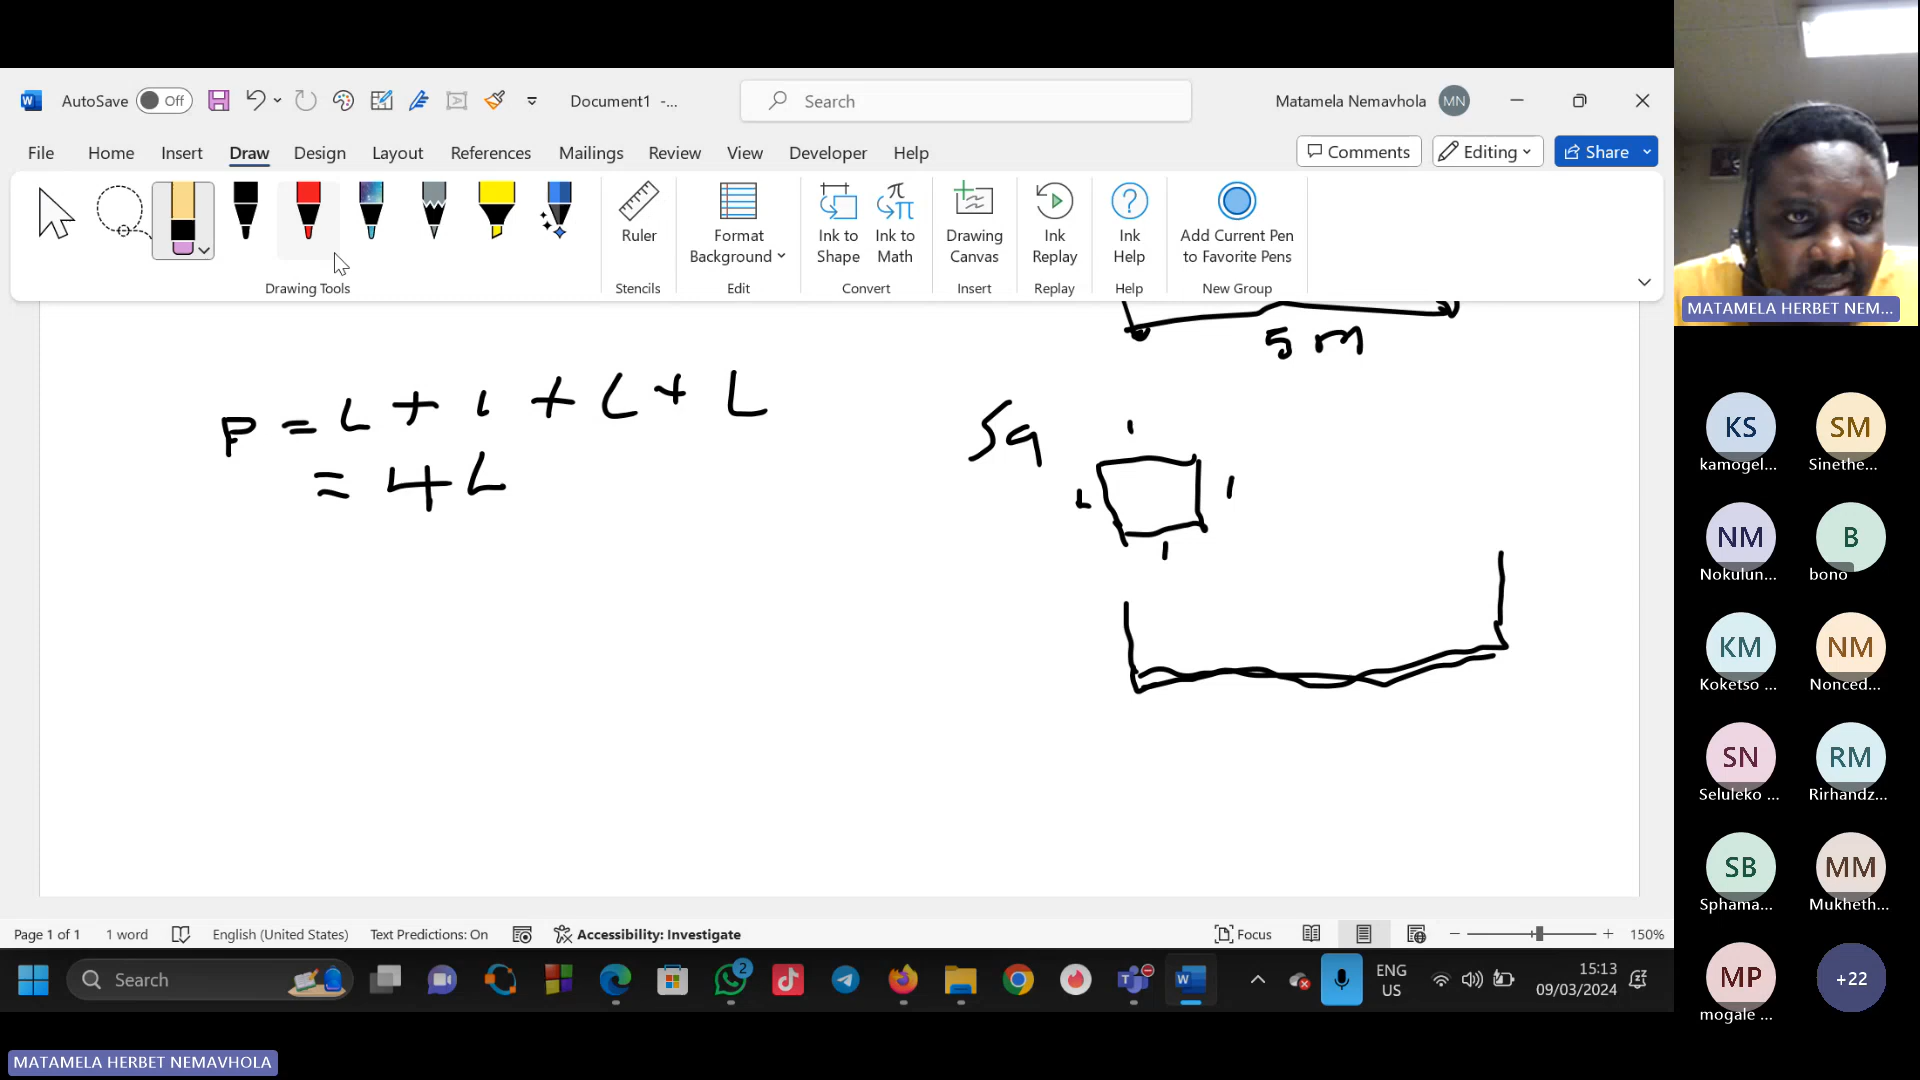 AutoSave Off Document1 -... Search Matamela Nemavhola MN
File Home Insert Draw Design Layout References Mailings Review View Developer Help Comments Editing Share
Ruler Format Background Ink to Shape Ink to Math Drawing Canvas Ink Replay Ink Help Add Current Pen to Favorite Pens
Drawing Tools Stencils Edit Convert Insert Replay Help New Group
MATAMELA HERBET NEM...
5 m
P = L + L + L + L
= 4L
Sq
L
KS SM
kamogel... Sinethe...
NM B
Nokulun... bono
KM NM
Koketso ... Nonced...
SN RM
Seluleko ... Rirhandz...
SB MM
Sphama... Mukheth...
MP +22
mogale ...
Page 1 of 1 1 word English (United States) Text Predictions: On Accessibility: Investigate Focus 150%
Search 2 ENG US 15:13 09/03/2024
MATAMELA HERBET NEMAVHOLA